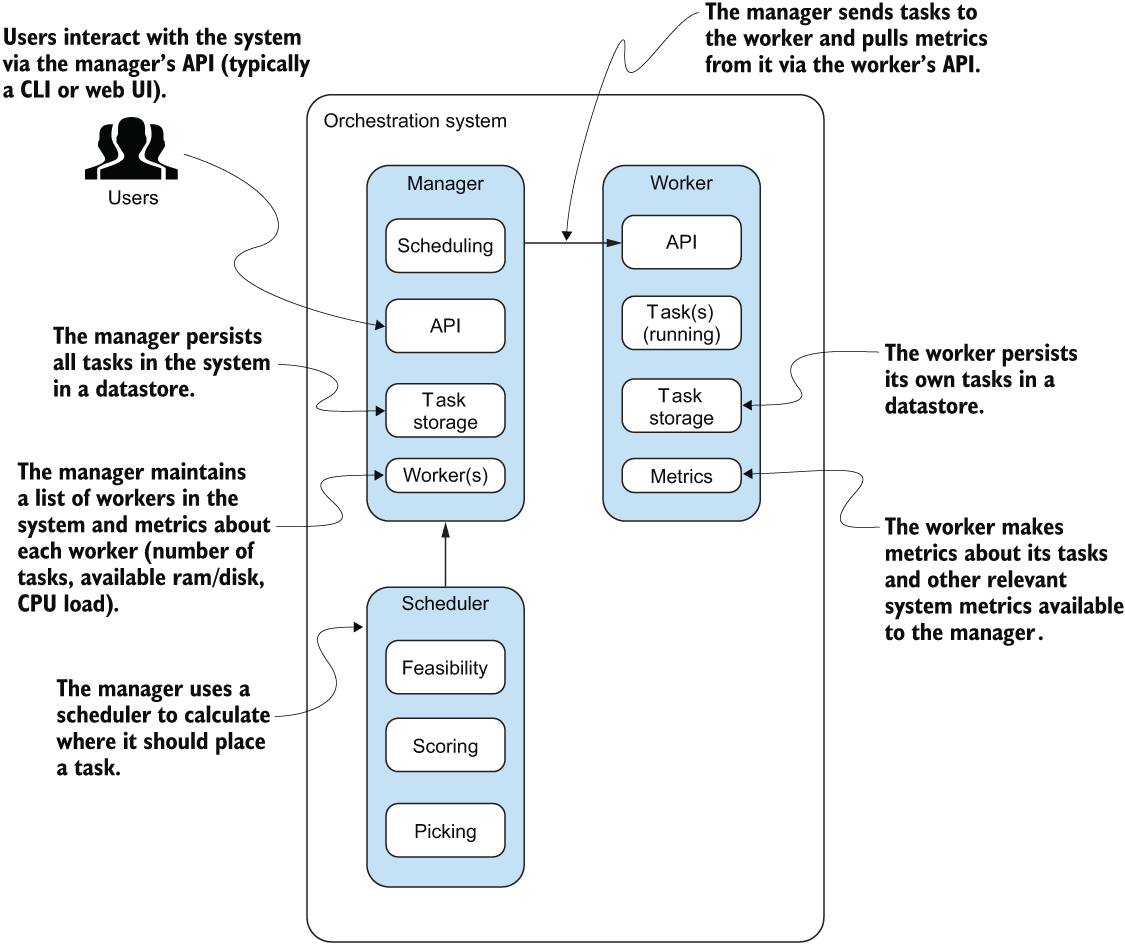 The manager sends tasks to
the worker and pulls metrics
from it via the worker's API.
Users interact with the system
via the manager's API (typically
a CLI or web UI).
Users
Orchestration system
Manager
Scheduling
API
Task
storage
Worker(s)
Worker
API
Task(s)
(running)
Task
storage
Metrics
The manager persists
all tasks in the system
in a datastore.
The manager maintains
a list of workers in the
system and metrics about
each worker (number of
tasks, available ram/disk,
CPU load).
The worker persists
its own tasks in a
datastore.
The worker makes
metrics about its tasks
and other relevant
system metrics available
to the manager.
Scheduler
Feasibility
Scoring
Picking
The manager uses a
scheduler to calculate
where it should place
a task.